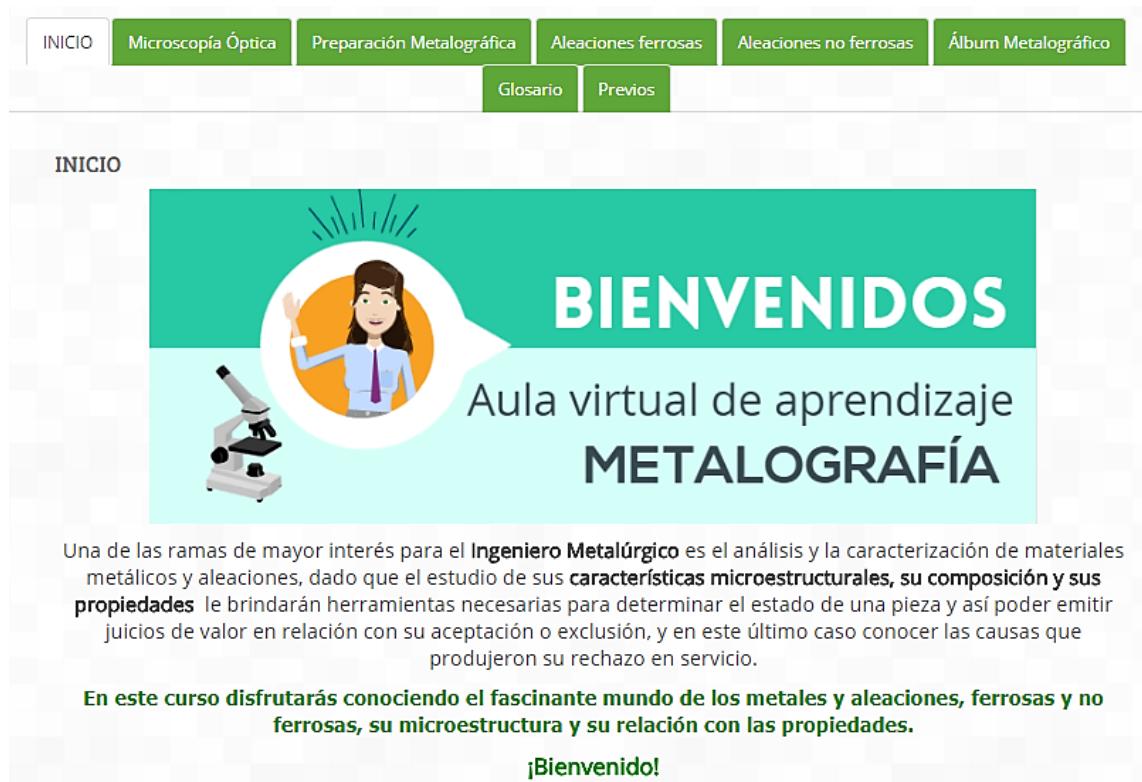 INICIO Microscopía Óptica Preparación Metalográfica Aleaciones ferrosas Aleaciones no ferrosas Álbum Metalográfico
Glosario Previos
INICIO
BIENVENIDOS
Aula virtual de aprendizaje
METALOGRAFÍA
Una de las ramas de mayor interés para el Ingeniero Metalúrgico es el análisis y la caracterización de materiales
metálicos y aleaciones, dado que el estudio de sus características microestructurales, su composición y sus
propiedades le brindarán herramientas necesarias para determinar el estado de una pieza y así poder emitir
juicios de valor en relación con su aceptación o exclusión, y en este último caso conocer las causas que
produjeron su rechazo en servicio.
En este curso disfrutarás conociendo el fascinante mundo de los metales y aleaciones, ferrosas y no
ferrosas, su microestructura y su relación con las propiedades.
¡Bienvenido!